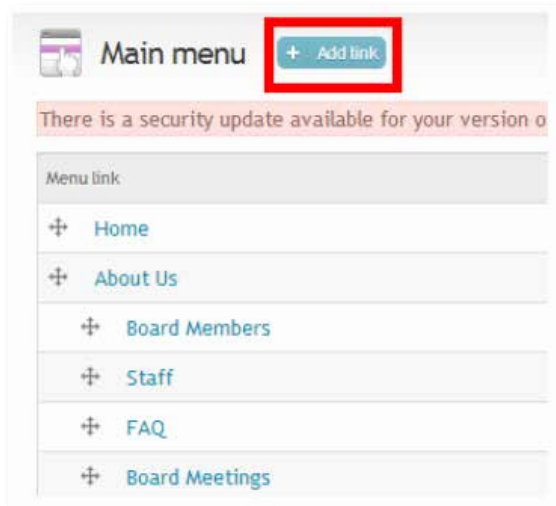 Main menu + Add link
There is a security update available for your version o
Menu link
Home
About Us
Board Members
Staff
FAQ
Board Meetings